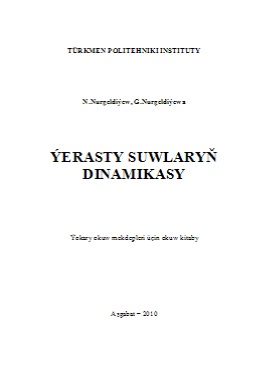 TÜRKMEN POLITEHNIKI INSTITUTY
N.Nurgeldiýew, G.Nurgeldiýewa
ÝERASTY SUWLARYŇ
DINAMIKASY
Ýokary okuw mekdepleri üçin okuw kitaby
Aşgabat – 2010